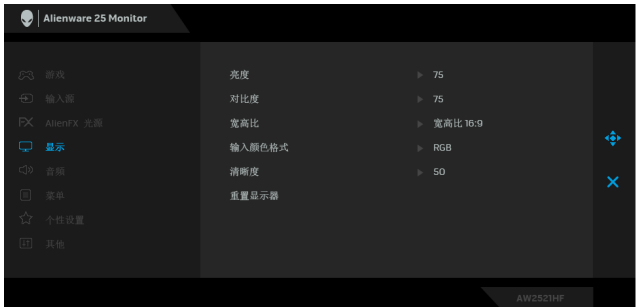 Alienware 25 Monitor
游戏
输入源
FX AlienFX 光画
显示
音频
菜单
个性设置
其他
亮度 75
对比度 75
宽高比 宽高比 16:9
输入颜色格式 RGB
清晰度 50
重置显示器
AW2521HF